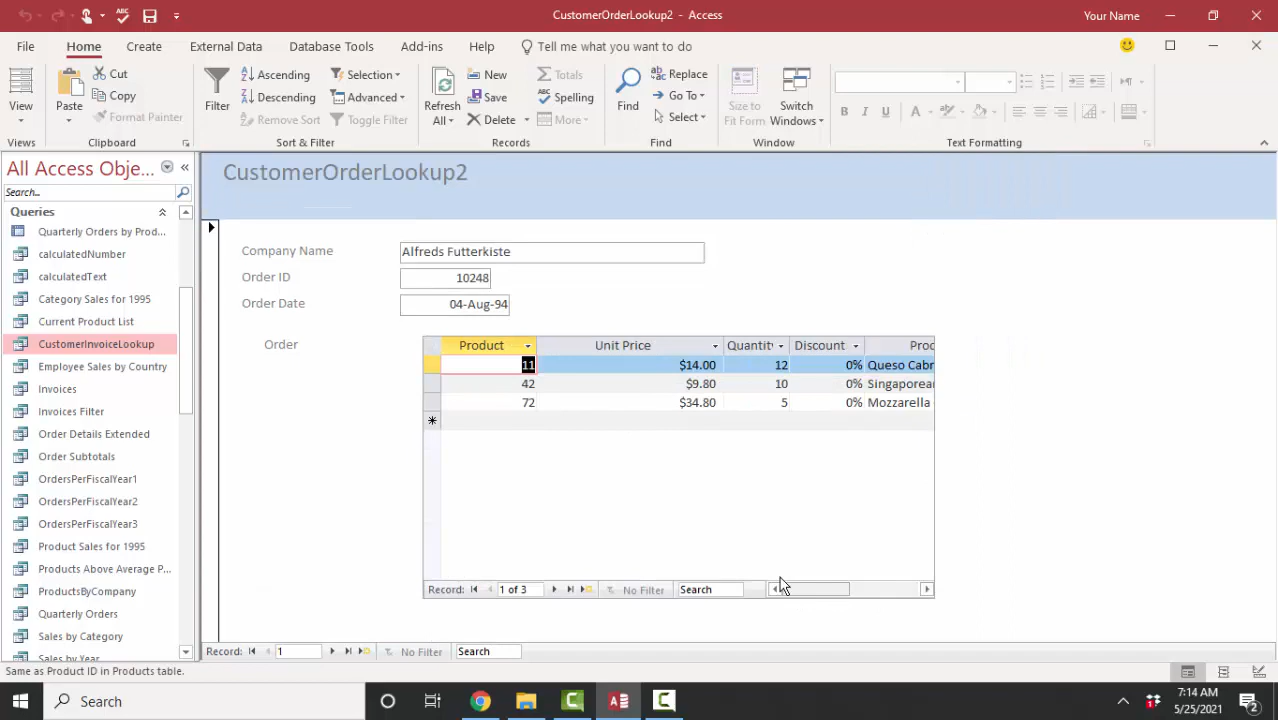 CustomerOrderLookup2 - Access
Your Name
File Home Create External Data Database Tools Add-ins Help Tell me what you want to do
View
Views
Paste
Cut
Copy
Format Painter
Clipboard
Filter
Ascending
Descending
Remove Sort
Selection
Advanced
Toggle Filter
Sort & Filter
Refresh
All
New
Save
Delete
Totals
Spelling
More
Records
Find
Replace
Go To
Select
Find
Size to
Fit Form
Switch
Windows
Window
B I U A
Text Formatting
All Access Obje...
Search...
Queries
Quarterly Orders by Prod...
calculatedNumber
calculatedText
Category Sales for 1995
Current Product List
CustomerInvoiceLookup
Employee Sales by Country
Invoices
Invoices Filter
Order Details Extended
Order Subtotals
OrdersPerFiscalYear1
OrdersPerFiscalYear2
OrdersPerFiscalYear3
Product Sales for 1995
Products Above Average P...
ProductsByCompany
Quarterly Orders
Sales by Category
Sales by Year
CustomerOrderLookup2
Company Name Alfreds Futterkiste
Order ID 10248
Order Date 04-Aug-94
Order
Product Unit Price Quantity Discount Proc
11 $14.00 12 0% Queso Cabr
42 $9.80 10 0% Singaporean
72 $34.80 5 0% Mozzarella
Record: 1 of 3 No Filter Search
Record: 1 No Filter Search
Same as Product ID in Products table.
Search
7:14 AM
5/25/2021
2